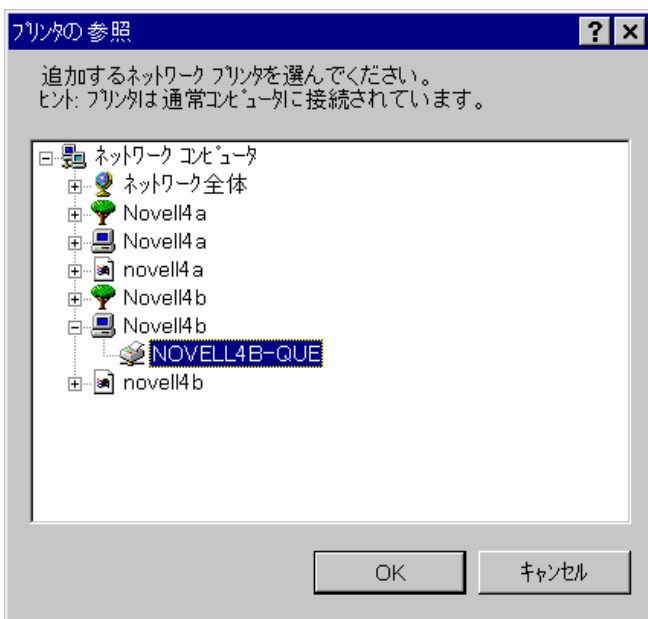 プリンタの参照
追加するネットワーク プリンタを選んでください。
ヒント: プリンタは通常コンピュータに接続されています。
ネットワーク コンピュータ
ネットワーク全体
Novell4a
Novell4a
novell4a
Novell4b
Novell4b
NOVELL4B-QUE
novell4b
OK
キャンセル